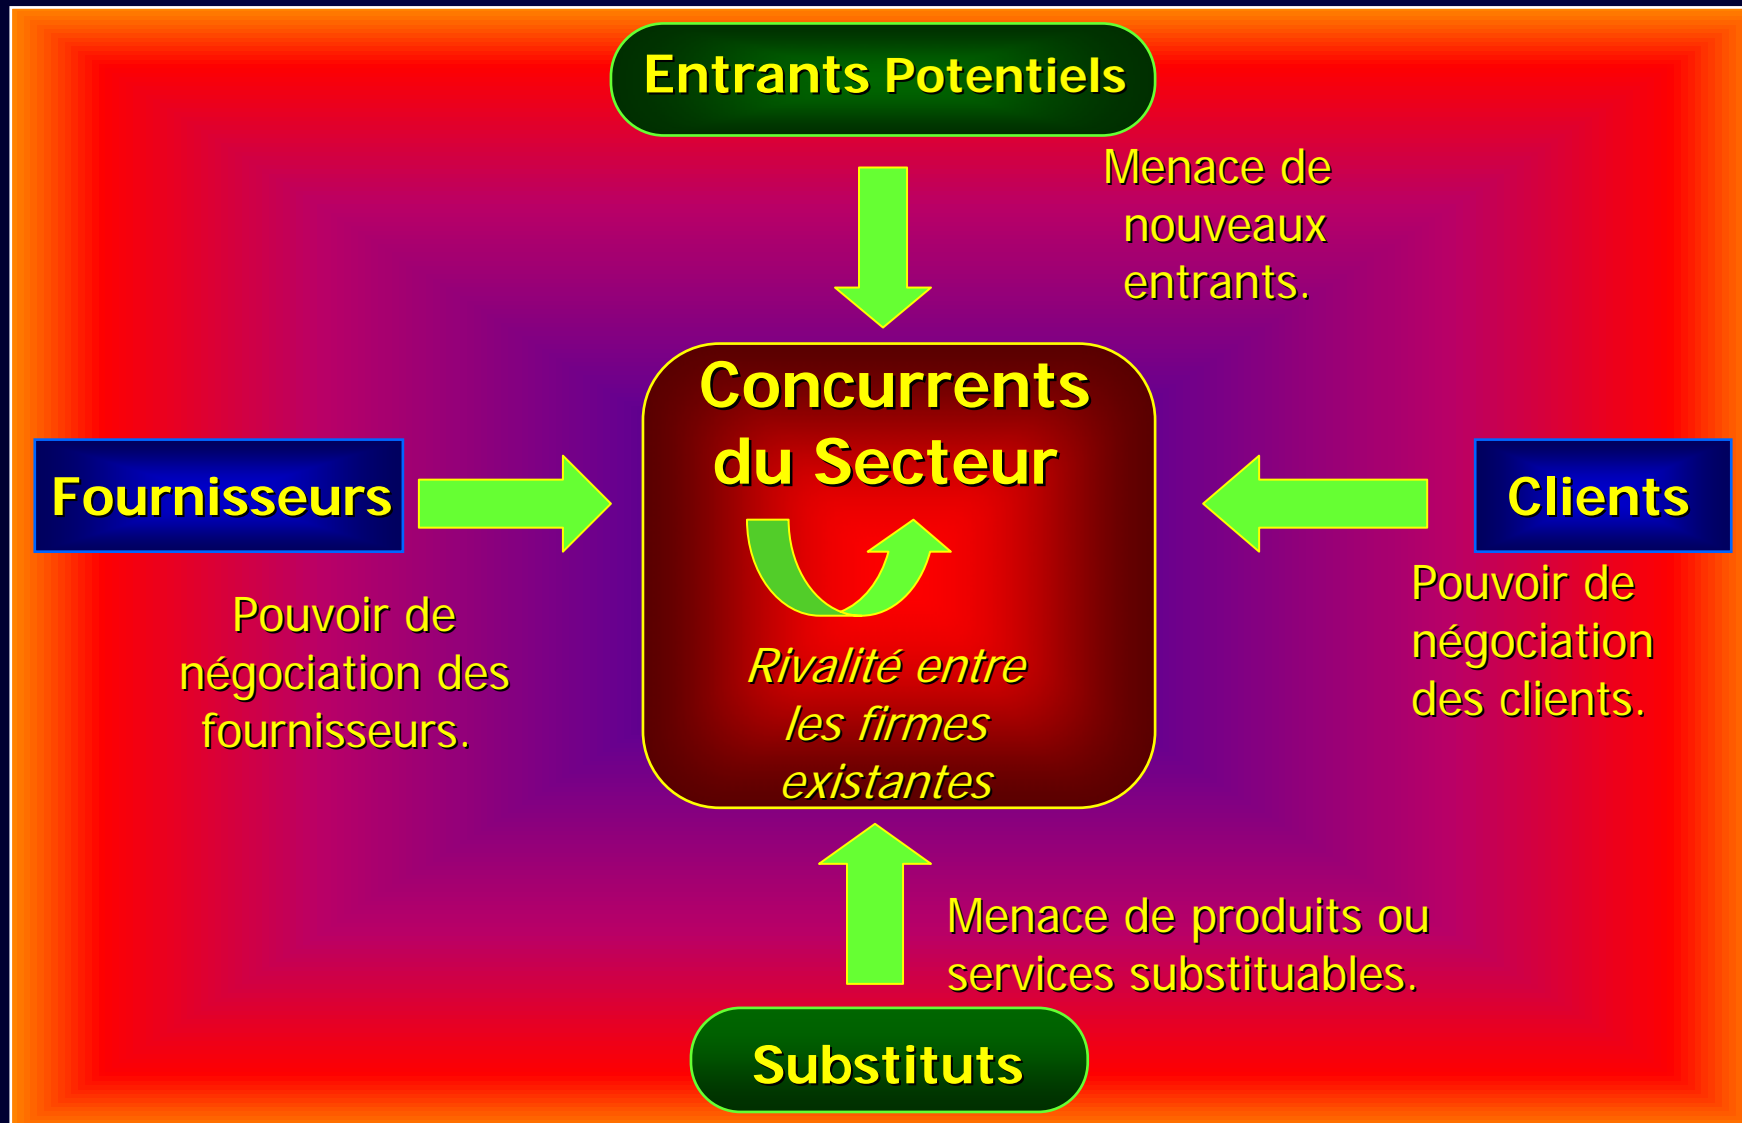 Entrants Potentiels
Menace de
nouveaux
entrants.
Concurrents
du Secteur
Fournisseurs
Clients
Pouvoir de
négociation des
fournisseurs.
Pouvoir de
négociation
des clients.
Rivalité entre
les firmes
existantes
Menace de produits ou
services substituables.
Substituts